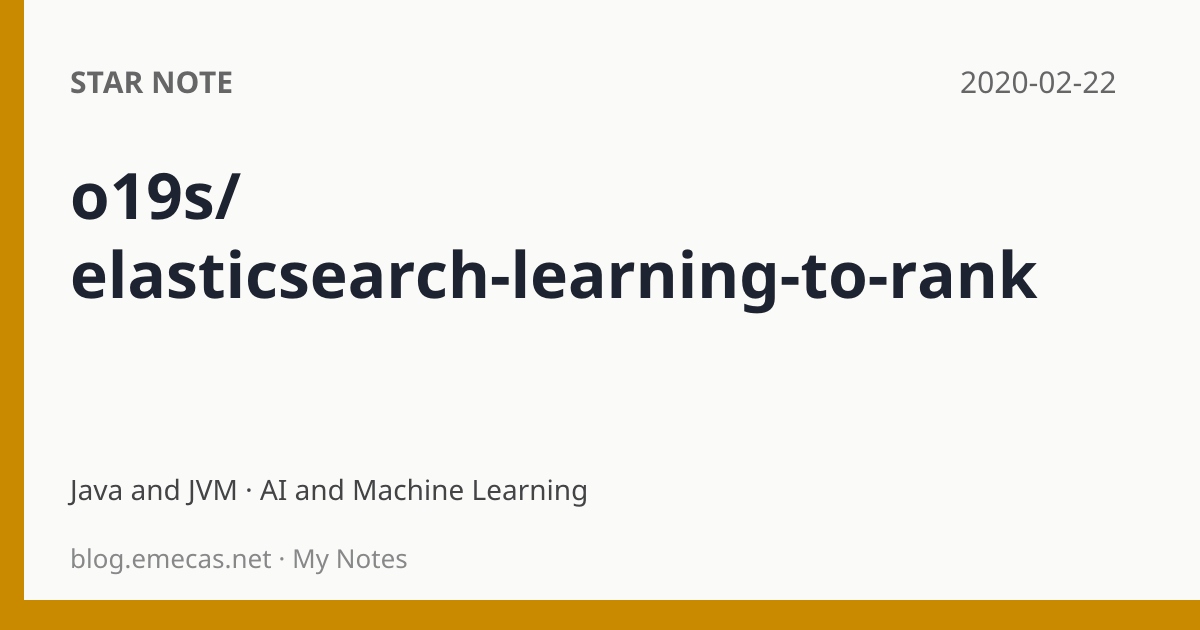 STAR NOTE
2020-02-22
o19s/
elasticsearch-learning-to-rank
Java and JVM · AI and Machine Learning
blog.emecas.net · My Notes